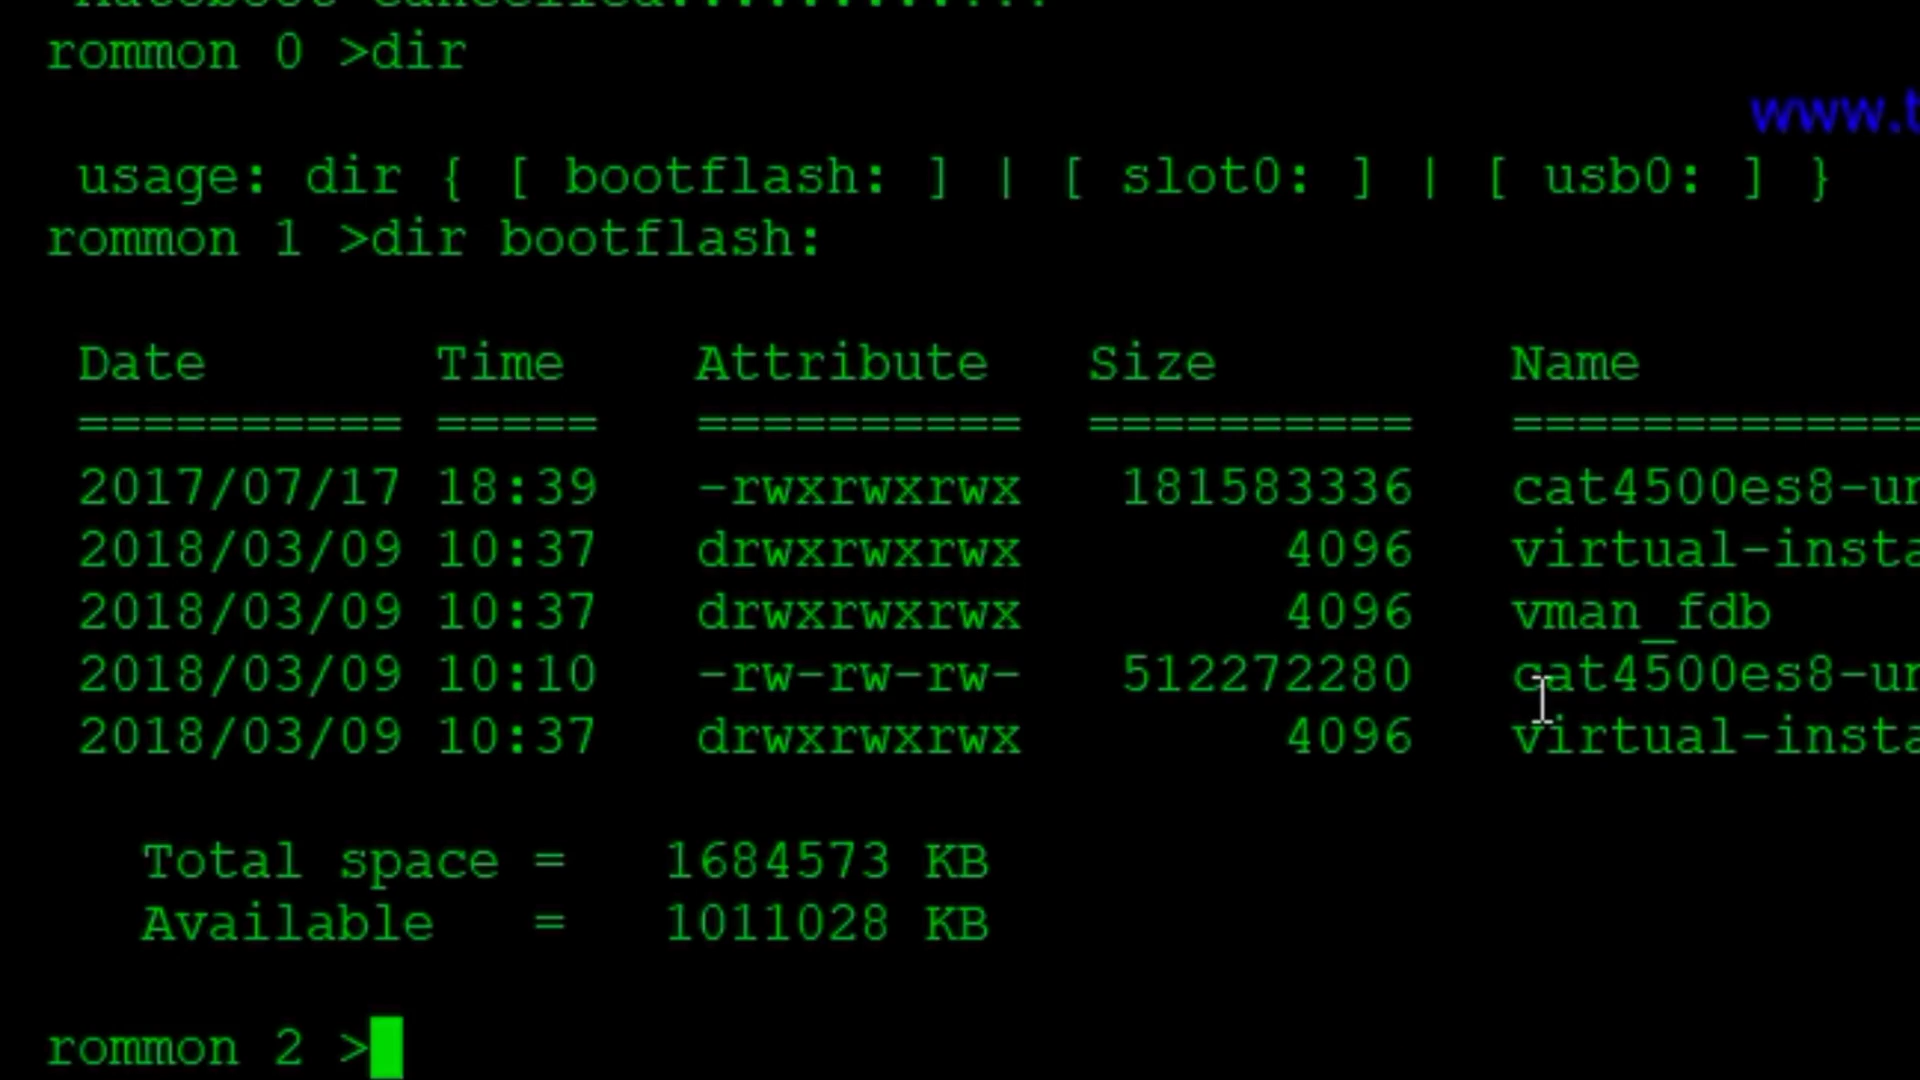 Autoboot cancelled
rommon 0 >dir
www.t
usage: dir { [ bootflash: ] | [ slot0: ] | [ usb0: ] }
rommon 1 >dir bootflash:
Date Time Attribute Size Name
========== ===== ========== ========== =============
2017/07/17 18:39 -rwxrwxrwx 181583336 cat4500es8-un
2018/03/09 10:37 drwxrwxrwx 4096 virtual-insta
2018/03/09 10:37 drwxrwxrwx 4096 vman_fdb
2018/03/09 10:10 -rw-rw-rw- 512272280 cat4500es8-un
2018/03/09 10:37 drwxrwxrwx 4096 virtual-insta
Total space = 1684573 KB
Available = 1011028 KB
rommon 2 >